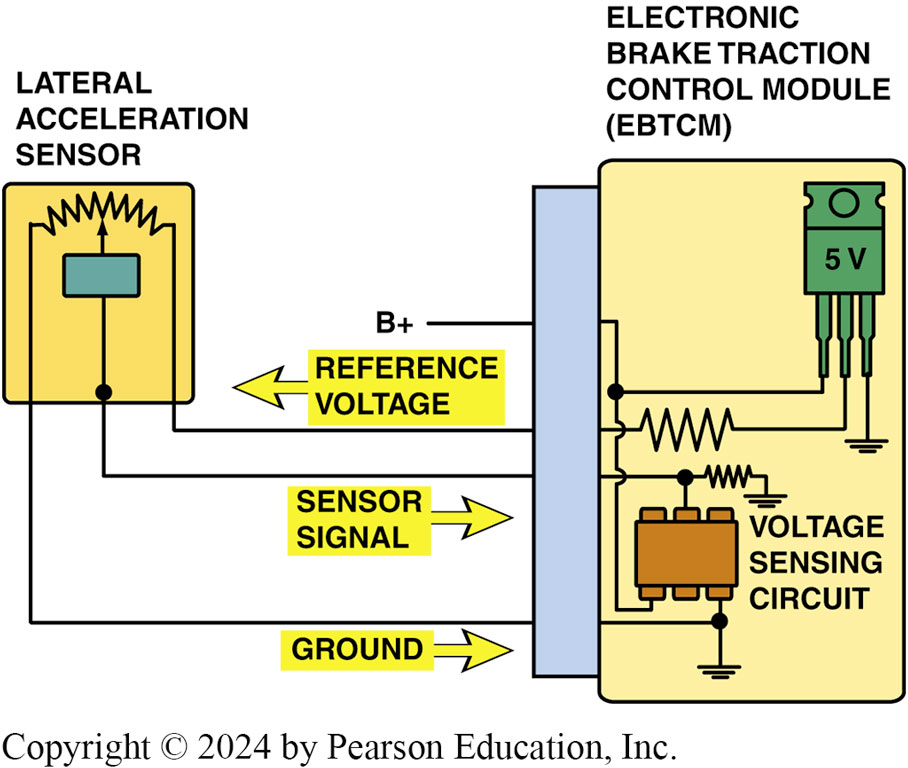 LATERAL
ACCELERATION
SENSOR
ELECTRONIC
BRAKE TRACTION
CONTROL MODULE
(EBTCM)
5 V
B+
REFERENCE
VOLTAGE
SENSOR
SIGNAL
VOLTAGE
SENSING
CIRCUIT
GROUND
Copyright © 2024 by Pearson Education, Inc.